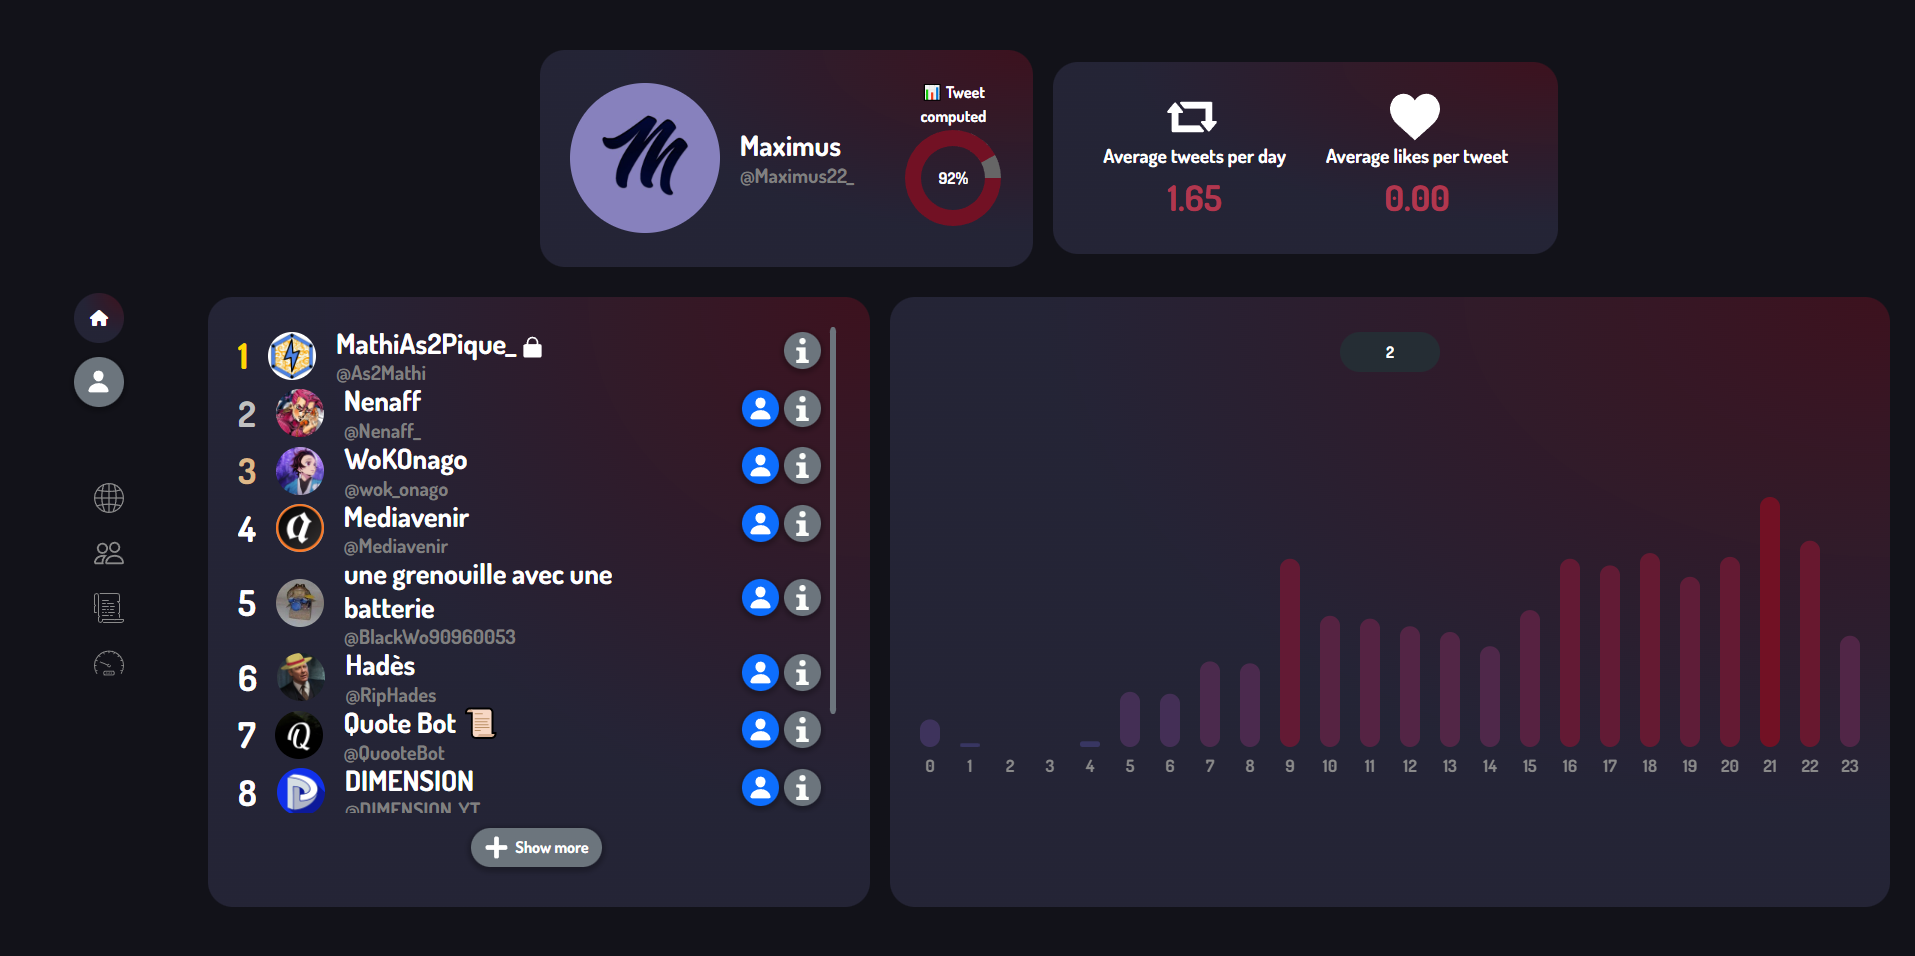 📊 Tweet
computed
92%
Maximus
@Maximus22_
Average tweets per day
1.65
Average likes per tweet
0.00
1
MathiAs2Pique_
@As2Mathi
2
Nenaff
@Nenaff_
3
WoKOnago
@wok_onago
4
Mediavenir
@Mediavenir
5
une grenouille avec une
batterie
@BlackWo90960053
6
Hadès
@RipHades
7
Quote Bot 📜
@QuooteBot
8
DIMENSION
@DIMENSION_YT
Show more
2
0 1 2 3 4 5 6 7 8 9 10 11 12 13 14 15 16 17 18 19 20 21 22 23